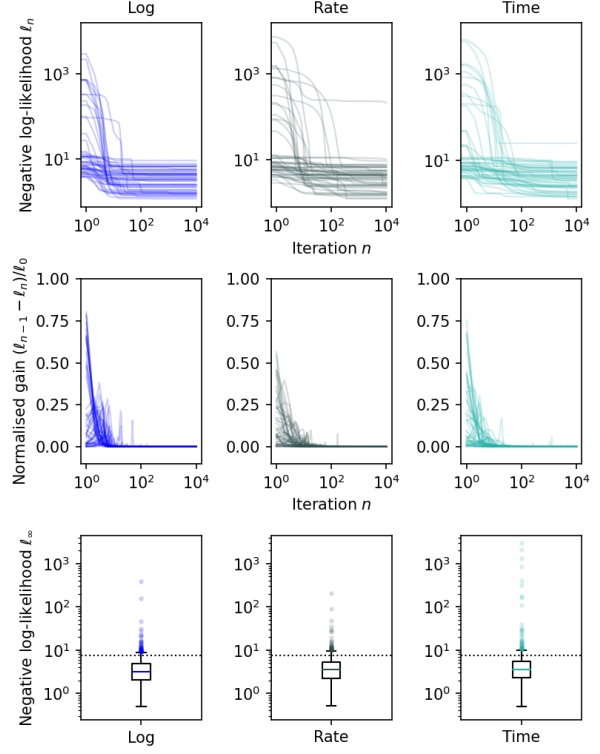 Log Rate Time
Negative log-likelihood ℓₙ
10³ 10³ 10³
10¹ 10¹ 10¹
10⁰ 10² 10⁴ 10⁰ 10² 10⁴ 10⁰ 10² 10⁴
Iteration n
Normalised gain (ℓₙ₋₁ − ℓₙ)/ℓ₀
1.00 1.00 1.00
0.75 0.75 0.75
0.50 0.50 0.50
0.25 0.25 0.25
0.00 0.00 0.00
10⁰ 10² 10⁴ 10⁰ 10² 10⁴ 10⁰ 10² 10⁴
Iteration n
Negative log-likelihood ℓ∞
10³ 10³ 10³
10² 10² 10²
10¹ 10¹ 10¹
10⁰ 10⁰ 10⁰
Log Rate Time